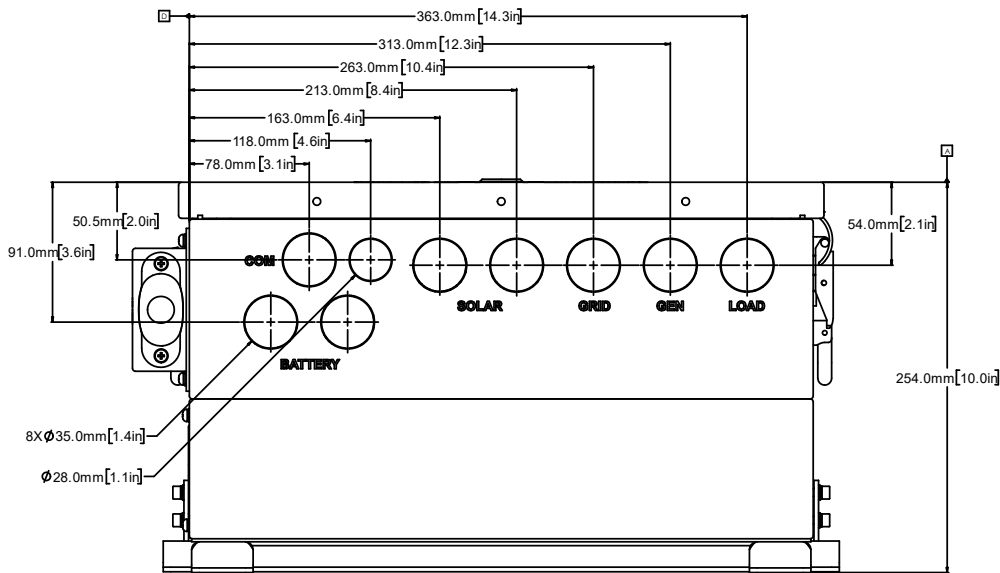 D
363.0mm[14.3in]
313.0mm[12.3in]
263.0mm[10.4in]
213.0mm[8.4in]
163.0mm[6.4in]
118.0mm[4.6in]
78.0mm[3.1in]
A
50.5mm[2.0in]
91.0mm[3.6in]
54.0mm[2.1in]
COM
SOLAR
GRID
GEN
LOAD
BATTERY
254.0mm[10.0in]
8XØ35.0mm[1.4in]
Ø28.0mm[1.1in]